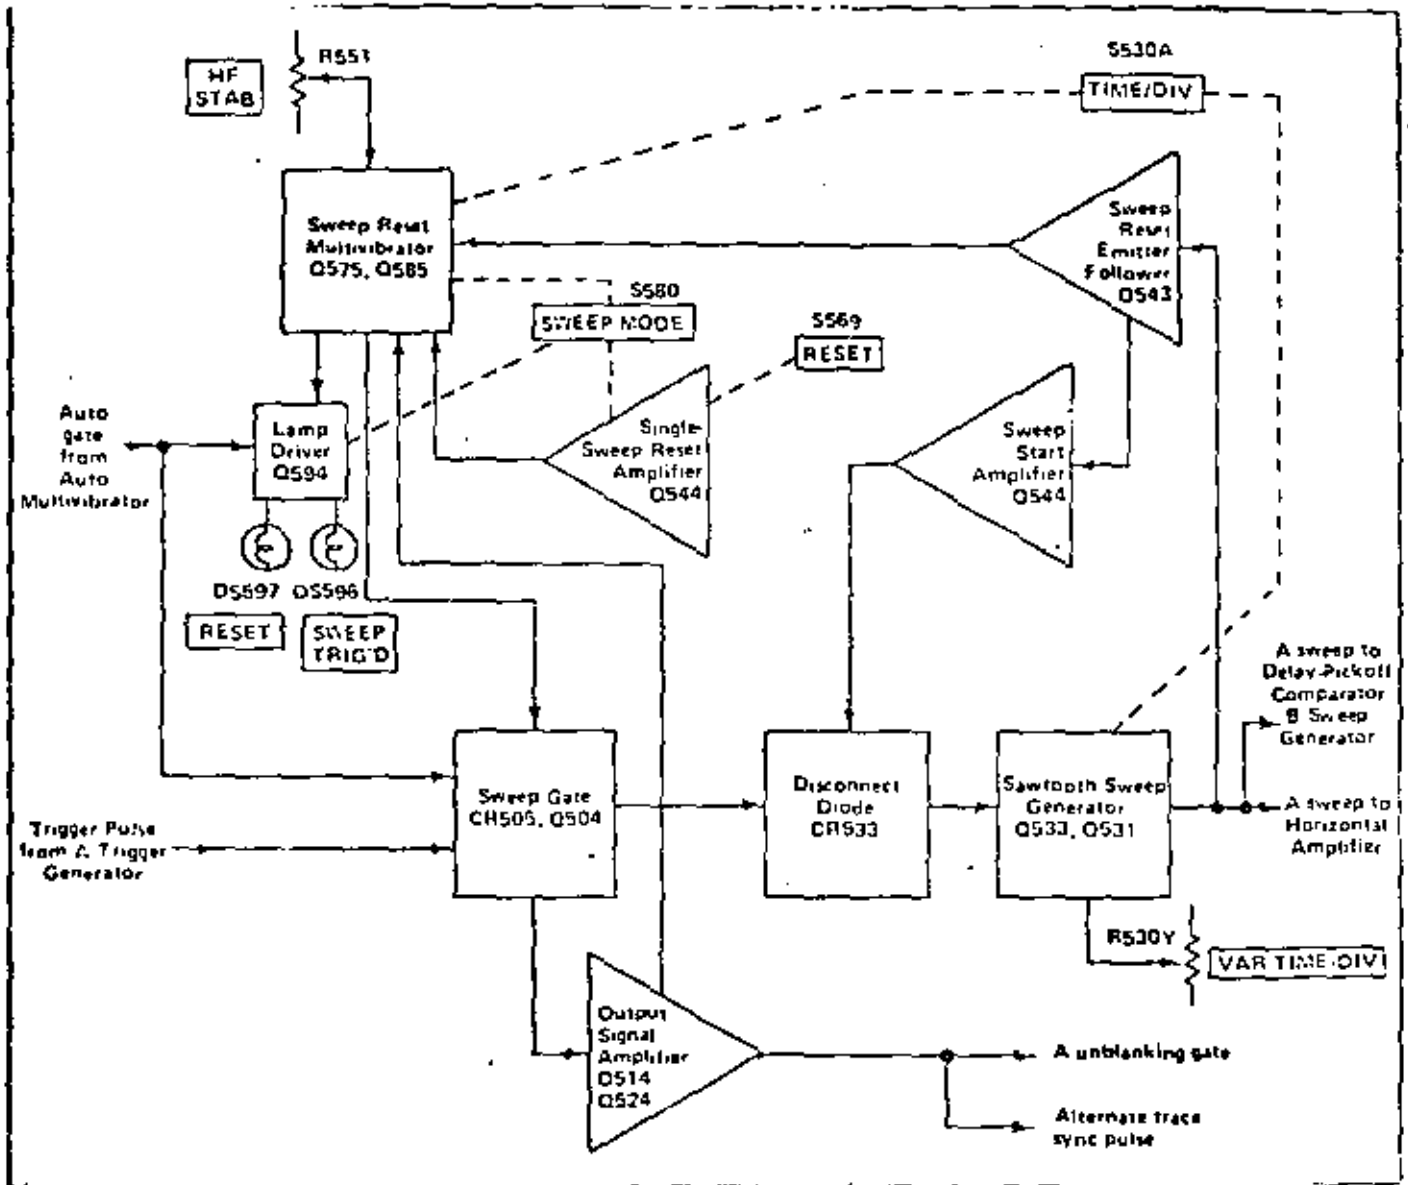 R553
HF
STAB
S530A
TIME/DIV
Sweep Reset
Multivibrator
Q575, Q585
Sweep
Reset
Emitter
Follower
Q543
S580
SWEEP MODE
S569
RESET
Auto
gate
from
Auto
Multivibrator
Lamp
Driver
Q594
Single-
Sweep Reset
Amplifier
Q544
Sweep
Start
Amplifier
Q544
DS597
DS596
RESET
SWEEP
TRIG'D
A sweep to
Delay-Pickoff
Comparator
B Sweep
Generator
Sweep Gate
CR505, Q504
Disconnect
Diode
CR533
Sawtooth Sweep
Generator
Q533, Q531
A sweep to
Horizontal
Amplifier
Trigger Pulse
from A Trigger
Generator
R530Y
VAR TIME/DIV
Output
Signal
Amplifier
Q514
Q524
A unblanking gate
Alternate trace
sync pulse